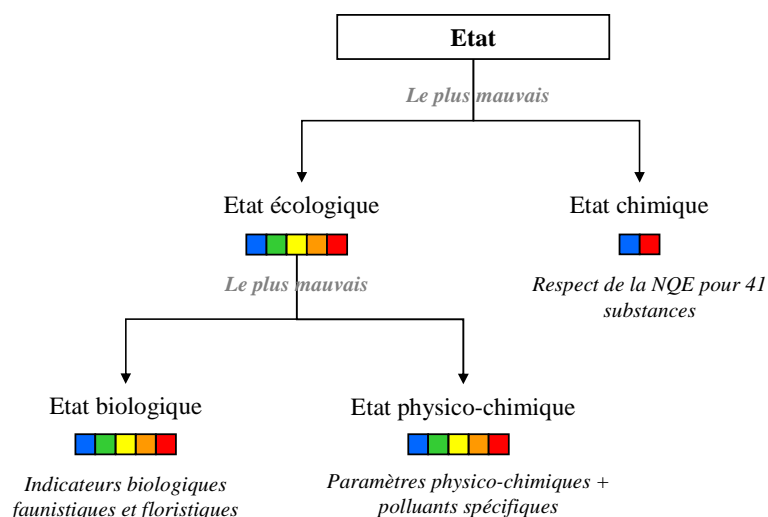 Etat
Le plus mauvais
Etat écologique
Etat chimique
Le plus mauvais
Respect de la NQE pour 41
substances
Etat biologique
Etat physico-chimique
Indicateurs biologiques
faunistiques et floristiques
Paramètres physico-chimiques +
polluants spécifiques